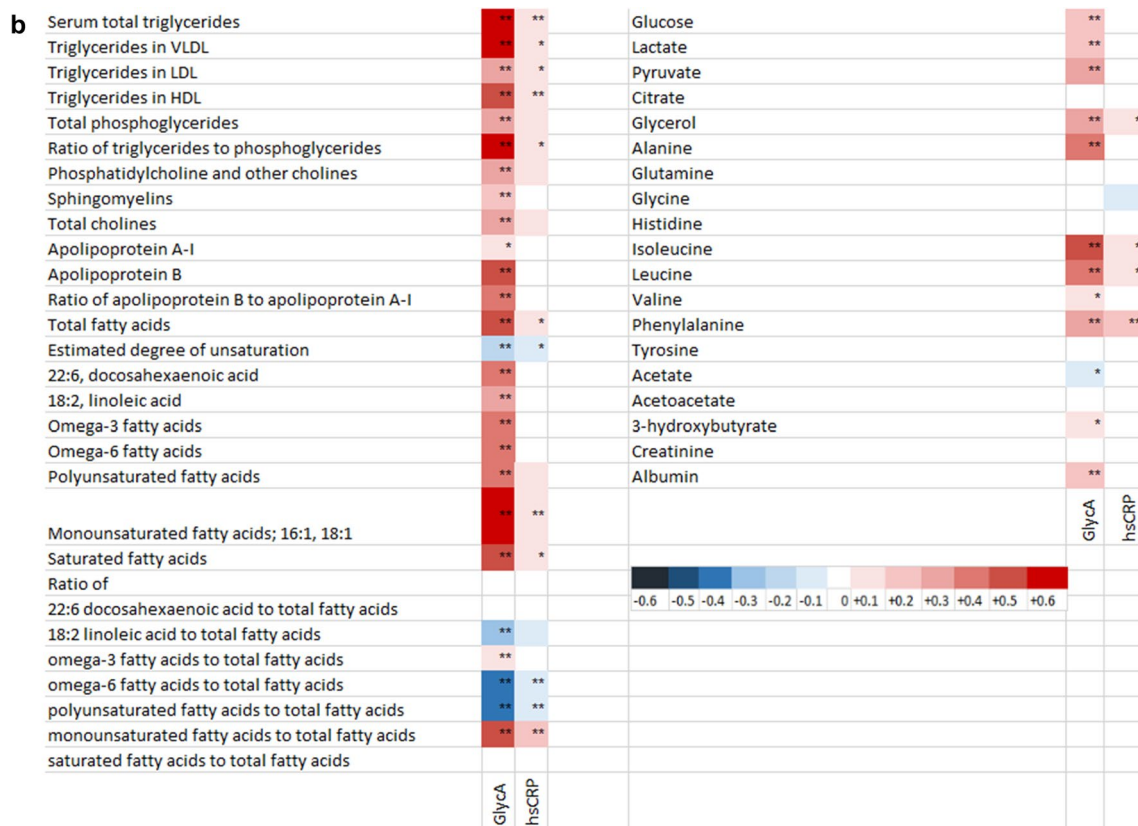 b
Serum total triglycerides ** **
Triglycerides in VLDL ** *
Triglycerides in LDL ** *
Triglycerides in HDL ** **
Total phosphoglycerides **
Ratio of triglycerides to phosphoglycerides ** *
Phosphatidylcholine and other cholines **
Sphingomyelins **
Total cholines **
Apolipoprotein A-I *
Apolipoprotein B **
Ratio of apolipoprotein B to apolipoprotein A-I **
Total fatty acids ** *
Estimated degree of unsaturation ** *
22:6, docosahexaenoic acid **
18:2, linoleic acid **
Omega-3 fatty acids **
Omega-6 fatty acids **
Polyunsaturated fatty acids **
Monounsaturated fatty acids; 16:1, 18:1 ** **
Saturated fatty acids ** *
Ratio of
22:6 docosahexaenoic acid to total fatty acids
18:2 linoleic acid to total fatty acids **
omega-3 fatty acids to total fatty acids **
omega-6 fatty acids to total fatty acids ** **
polyunsaturated fatty acids to total fatty acids ** **
monounsaturated fatty acids to total fatty acids ** **
saturated fatty acids to total fatty acids
GlycA hsCRP
Glucose **
Lactate **
Pyruvate **
Citrate
Glycerol ** *
Alanine **
Glutamine
Glycine
Histidine
Isoleucine ** *
Leucine ** *
Valine *
Phenylalanine ** **
Tyrosine
Acetate *
Acetoacetate
3-hydroxybutyrate *
Creatinine
Albumin **
GlycA hsCRP
-0.6 -0.5 -0.4 -0.3 -0.2 -0.1 0 +0.1 +0.2 +0.3 +0.4 +0.5 +0.6